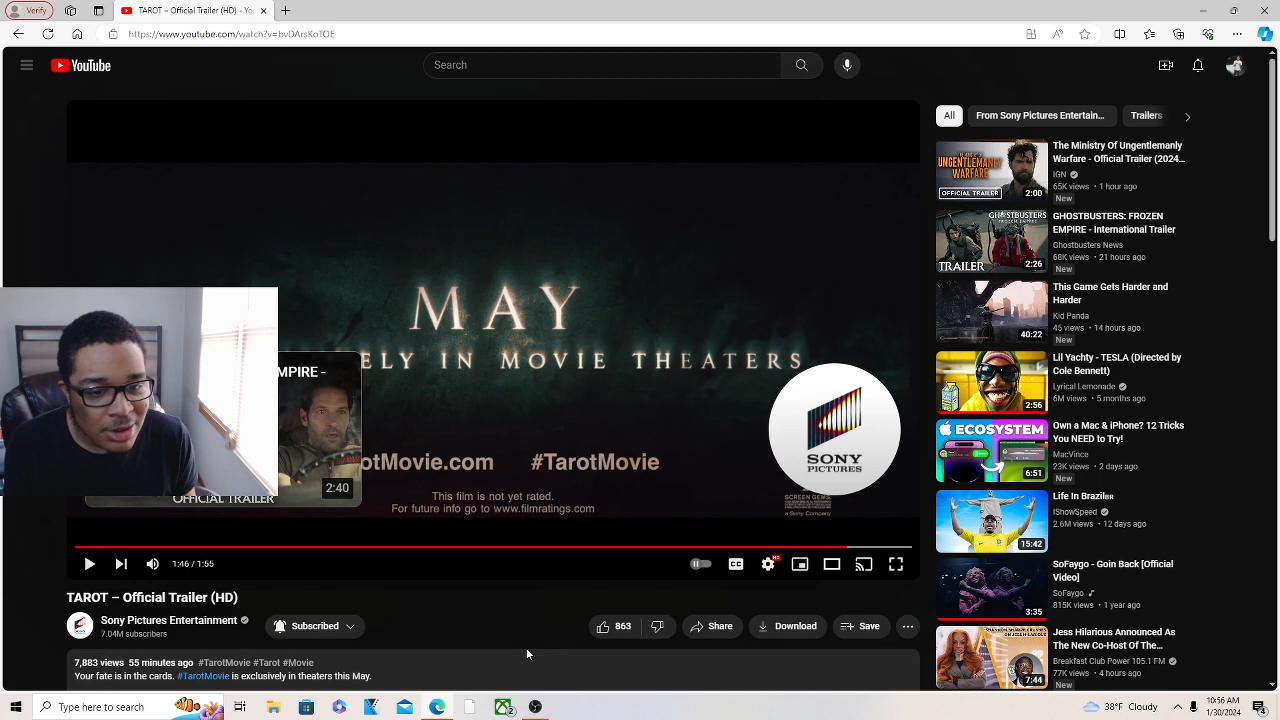 Verify
TAROT – Official Trailer (HD) - Yo
https://www.youtube.com/watch?v=bvDArsKoTOE
YouTube
Search
All
From Sony Pictures Entertain...
Trailers
MAY
ELY IN MOVIE THEATERS
MPIRE -
otMovie.com #TarotMovie
OFFICIAL TRAILER
2:40
This film is not yet rated.
For future info go to www.filmratings.com
SONY
PICTURES
SCREEN GEMS
a Sony Company
1:46 / 1:55
CC
HD
TAROT – Official Trailer (HD)
Sony Pictures Entertainment
7.04M subscribers
Subscribed
863
Share
Download
Save
7,883 views 55 minutes ago #TarotMovie #Tarot #Movie
Your fate is in the cards. #TarotMovie is exclusively in theaters this May.
UNGENTLEMANLY
WARFARE
OFFICIAL TRAILER
2:00
The Ministry Of Ungentlemanly
Warfare - Official Trailer (2024...
IGN
65K views • 1 hour ago
New
GHOSTBUSTERS
FROZEN EMPIRE
TRAILER
2:26
GHOSTBUSTERS: FROZEN
EMPIRE - International Trailer
Ghostbusters News
68K views • 21 hours ago
New
40:22
This Game Gets Harder and
Harder
Kid Panda
45 views • 14 hours ago
New
2:56
Lil Yachty - TESLA (Directed by
Cole Bennett)
Lyrical Lemonade
6M views • 5 months ago
ECOSYSTEM
6:51
Own a Mac & iPhone? 12 Tricks
You NEED to Try!
MacVince
23K views • 2 days ago
New
15:42
Life In Brazil🇧🇷
IShowSpeed
2.6M views • 12 days ago
3:35
SoFaygo - Goin Back [Official
Video]
SoFaygo
815K views • 1 year ago
7:44
Jess Hilarious Announced As
The New Co-Host Of The...
Breakfast Club Power 105.1 FM
77K views • 4 hours ago
New
Type here to search
38°F Cloudy
10:56 AM
1/30/2024